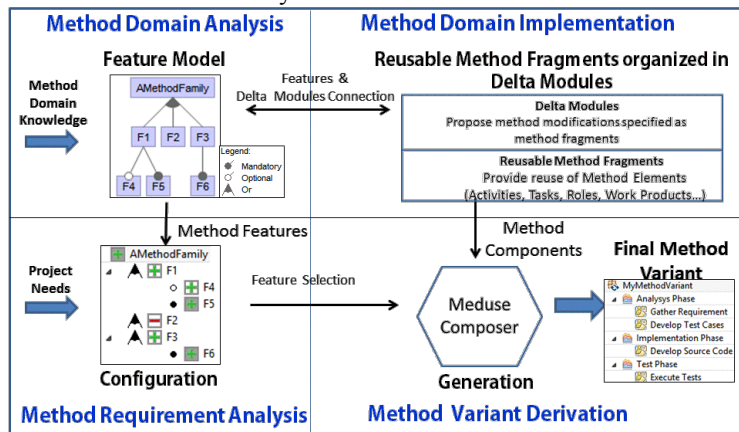 Method Domain Analysis
Method Domain Implementation
Feature Model
Reusable Method Fragments organized in
Delta Modules
Method
Domain
Knowledge
AMethodFamily
F1
F2
F3
F4
F5
F6
Legend:
Mandatory
Optional
Or
Features &
Delta Modules Connection
Delta Modules
Propose method modifications specified as
method fragments
Reusable Method Fragments
Provide reuse of Method Elements
(Activities, Tasks, Roles, Work Products...)
Method Features
Method
Components
Project
Needs
AMethodFamily
F1
F4
F5
F2
F3
F6
Feature Selection
Meduse
Composer
Final Method
Variant
MyMethodVariant
Analisys Phase
Gather Requirement
Develop Test Cases
Implementation Phase
Develop Source Code
Test Phase
Execute Tests
Configuration
Generation
Method Requirement Analysis
Method Variant Derivation